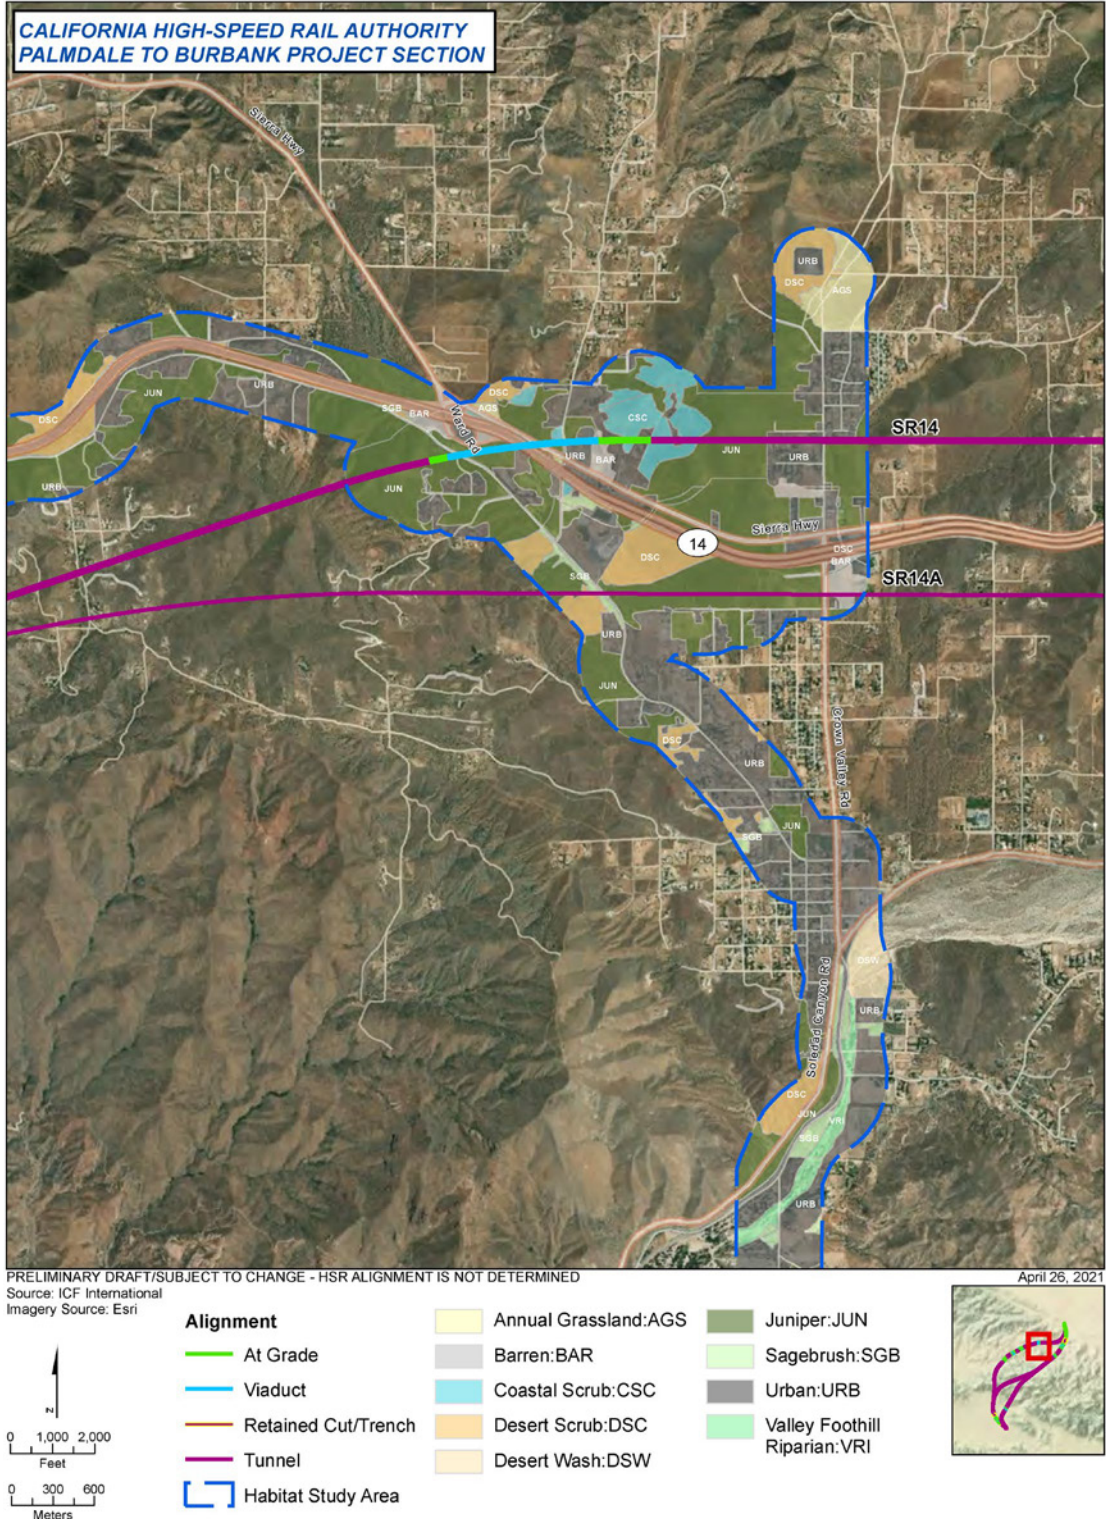 CALIFORNIA HIGH-SPEED RAIL AUTHORITY
PALMDALE TO BURBANK PROJECT SECTION
Sierra Hwy
URB
DSC
AGS
JUN
URB
DSC
SGB
BAR
AGS
DSC
Ward Rd
CSC
SR14
URB
BAR
JUN
URB
URB
JUN
Sierra Hwy
14
DSC
DSC
BAR
SGB
SR14A
URB
JUN
DSC
URB
Crown Valley Rd
JUN
SGB
Soledad Canyon Rd
DSW
URB
DSC
JUN
VRI
SGB
URB
PRELIMINARY DRAFT/SUBJECT TO CHANGE - HSR ALIGNMENT IS NOT DETERMINED
April 26, 2021
Source: ICF International
Imagery Source: Esri
N
0 1,000 2,000
Feet
0 300 600
Meters
Alignment
At Grade
Viaduct
Retained Cut/Trench
Tunnel
Habitat Study Area
Annual Grassland:AGS
Barren:BAR
Coastal Scrub:CSC
Desert Scrub:DSC
Desert Wash:DSW
Juniper:JUN
Sagebrush:SGB
Urban:URB
Valley Foothill
Riparian:VRI